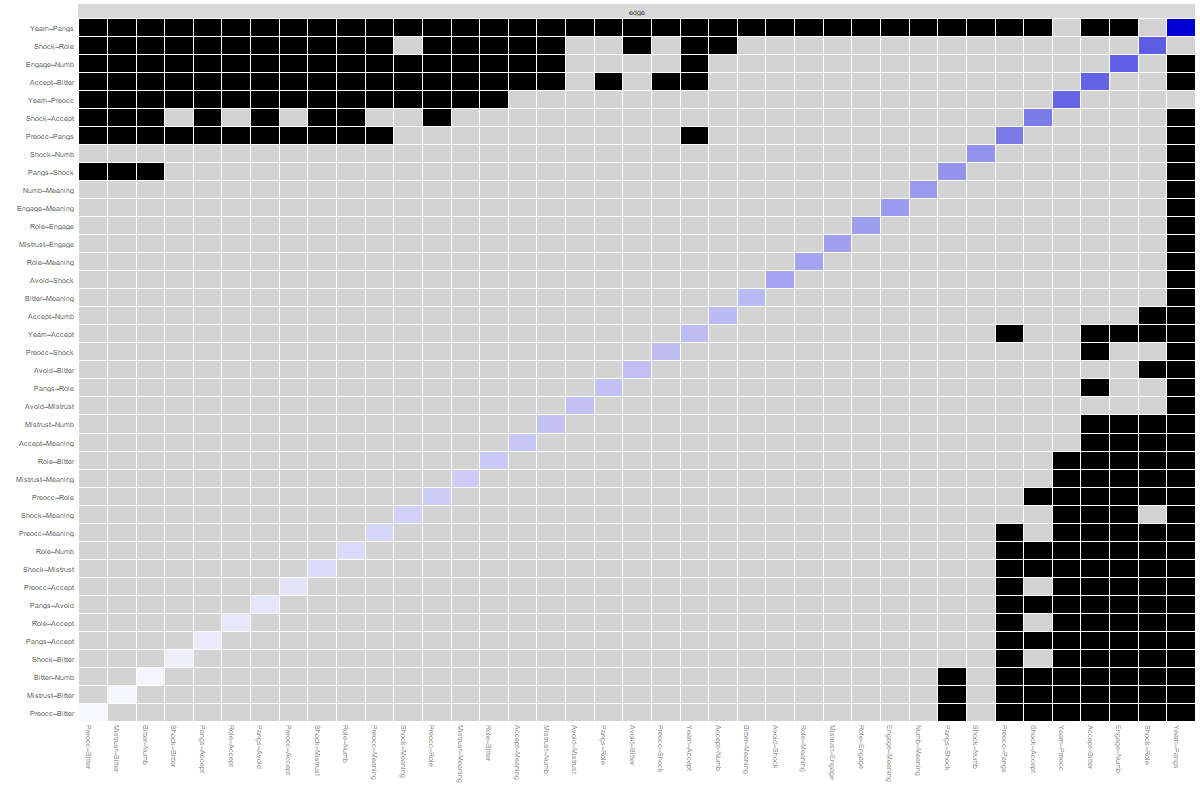 edge
Yearn–Pangs
Shock–Role
Engage–Numb
Accept–Bitter
Yearn–Preocc
Shock–Accept
Preocc–Pangs
Shock–Numb
Pangs–Shock
Numb–Meaning
Engage–Meaning
Role–Engage
Mistrust–Engage
Role–Meaning
Avoid–Shock
Bitter–Meaning
Accept–Numb
Yearn–Accept
Preocc–Shock
Avoid–Bitter
Pangs–Role
Avoid–Mistrust
Mistrust–Numb
Accept–Meaning
Role–Bitter
Mistrust–Meaning
Preocc–Role
Shock–Meaning
Preocc–Meaning
Role–Numb
Shock–Mistrust
Preocc–Accept
Pangs–Avoid
Role–Accept
Pangs–Accept
Shock–Bitter
Bitter–Numb
Mistrust–Bitter
Preocc–Bitter
Preocc–Bitter
Mistrust–Bitter
Bitter–Numb
Shock–Bitter
Pangs–Accept
Role–Accept
Pangs–Avoid
Preocc–Accept
Shock–Mistrust
Role–Numb
Preocc–Meaning
Shock–Meaning
Preocc–Role
Mistrust–Meaning
Role–Bitter
Accept–Meaning
Mistrust–Numb
Avoid–Mistrust
Pangs–Role
Avoid–Bitter
Preocc–Shock
Yearn–Accept
Accept–Numb
Bitter–Meaning
Avoid–Shock
Role–Meaning
Mistrust–Engage
Role–Engage
Engage–Meaning
Numb–Meaning
Pangs–Shock
Shock–Numb
Preocc–Pangs
Shock–Accept
Yearn–Preocc
Accept–Bitter
Engage–Numb
Shock–Role
Yearn–Pangs